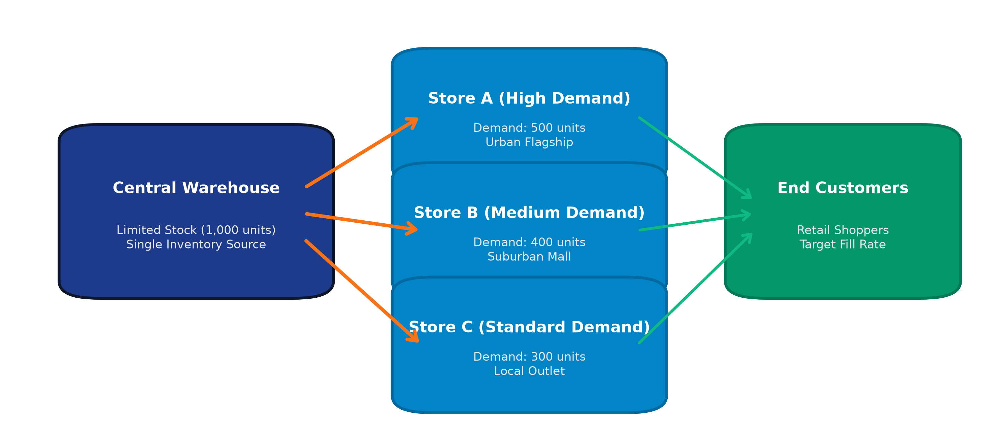 Central Warehouse
Limited Stock (1,000 units)
Single Inventory Source
Store A (High Demand)
Demand: 500 units
Urban Flagship
Store B (Medium Demand)
Demand: 400 units
Suburban Mall
Store C (Standard Demand)
Demand: 300 units
Local Outlet
End Customers
Retail Shoppers
Target Fill Rate